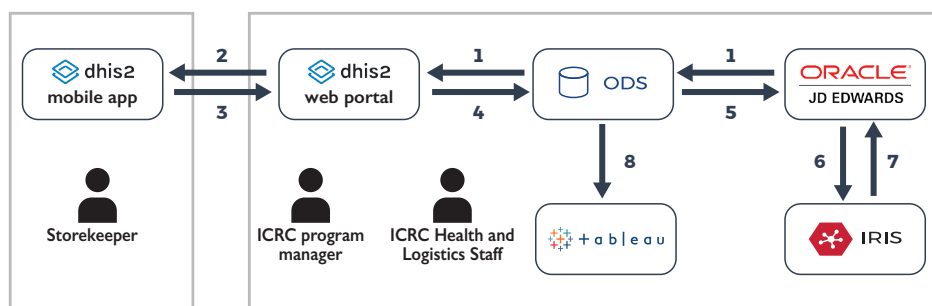 2
1
1
dhis2
mobile app
dhis2
web portal
ODS
ORACLE
JD EDWARDS
3
4
5
8
6
7
Storekeeper
ICRC program
manager
ICRC Health and
Logistics Staff
+ a b | e a u
IRIS